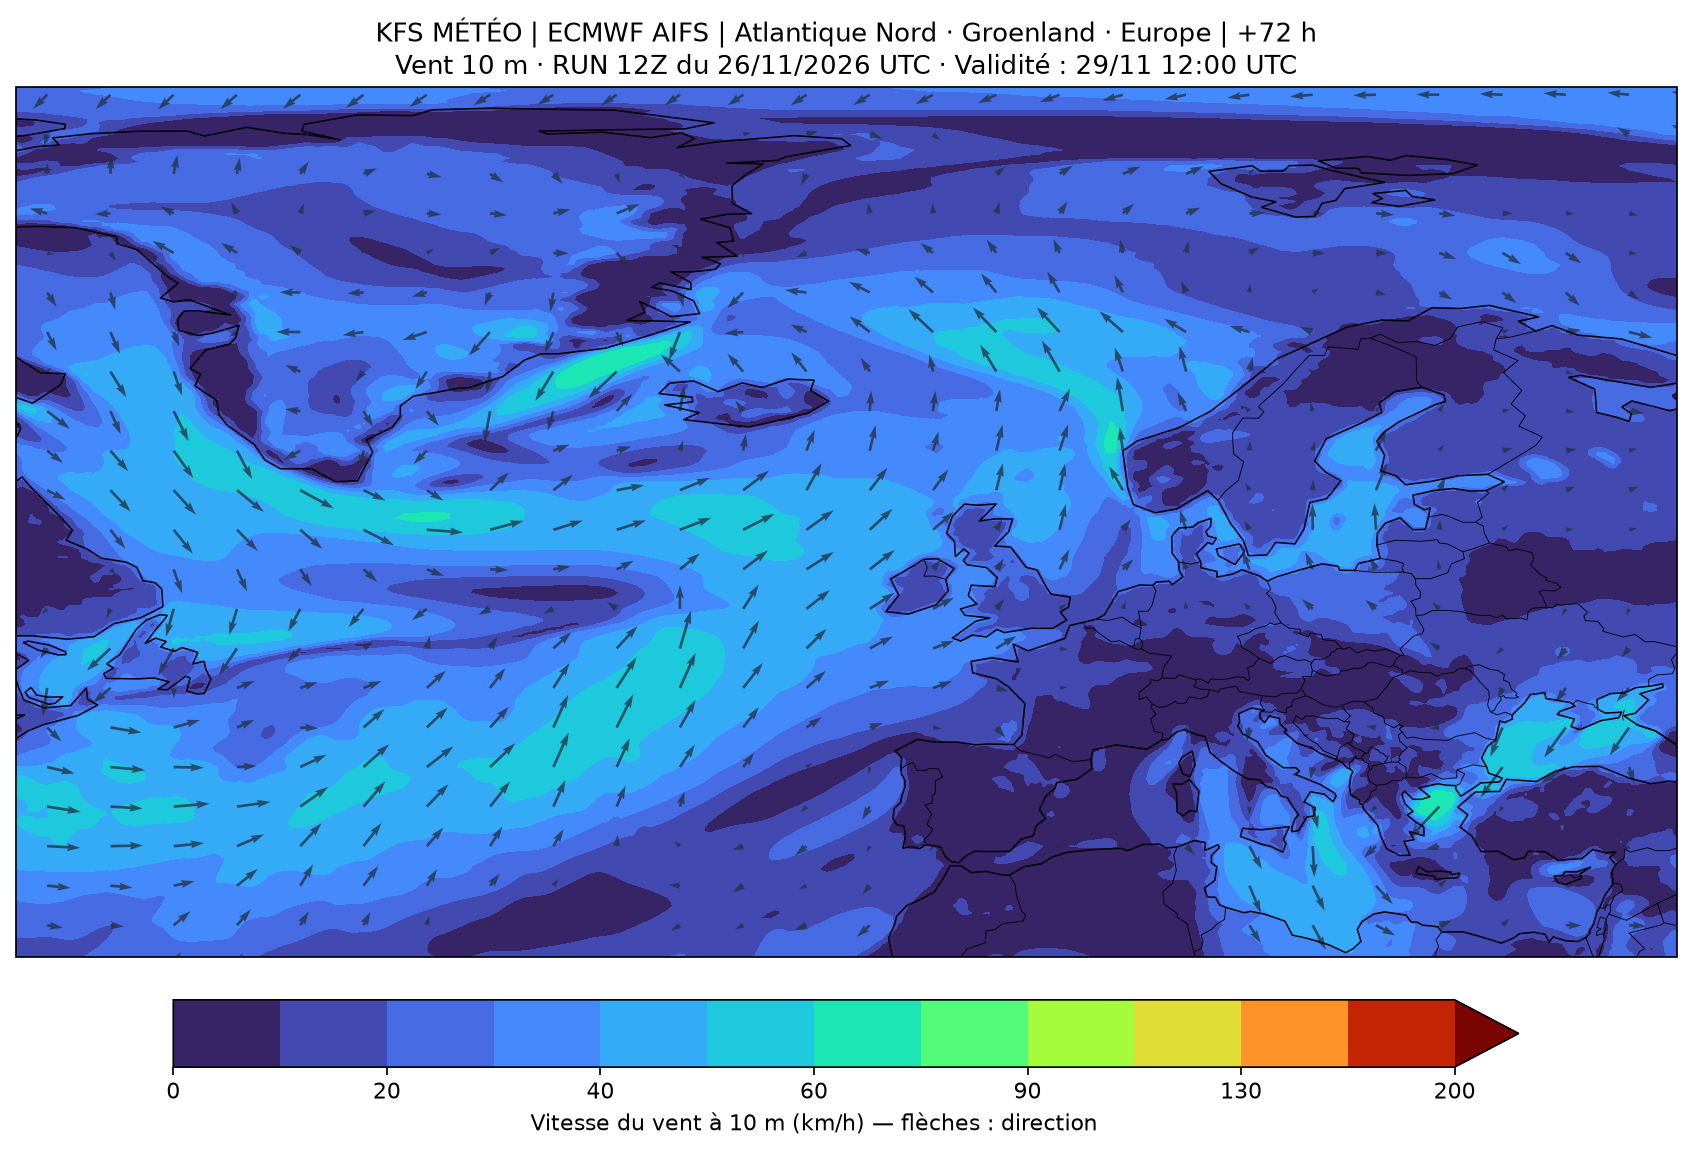 KFS MÉTÉO | ECMWF AIFS | Atlantique Nord · Groenland · Europe | +72 h
Vent 10 m · RUN 12Z du 26/11/2026 UTC · Validité : 29/11 12:00 UTC
0 20 40 60 90 130 200
Vitesse du vent à 10 m (km/h) — flèches : direction